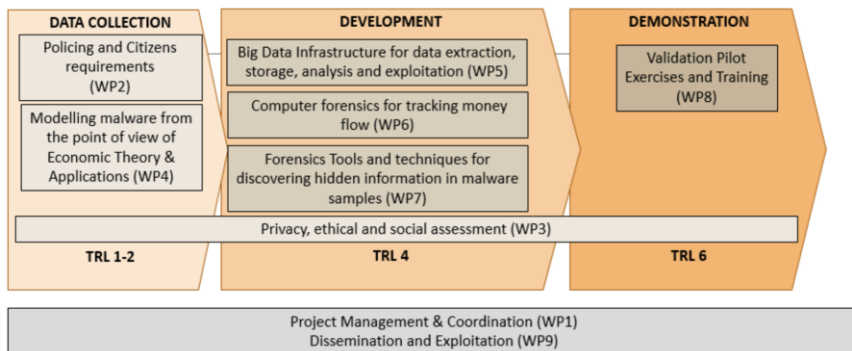 DATA COLLECTION
Policing and Citizens
requirements
(WP2)
Modelling malware from
the point of view of
Economic Theory &
Applications (WP4)
DEVELOPMENT
Big Data Infrastructure for data extraction,
storage, analysis and exploitation (WP5)
Computer forensics for tracking money
flow (WP6)
Forensics Tools and techniques for
discovering hidden information in malware
samples (WP7)
DEMONSTRATION
Validation Pilot
Exercises and Training
(WP8)
Privacy, ethical and social assessment (WP3)
TRL 1-2
TRL 4
TRL 6
Project Management & Coordination (WP1)
Dissemination and Exploitation (WP9)